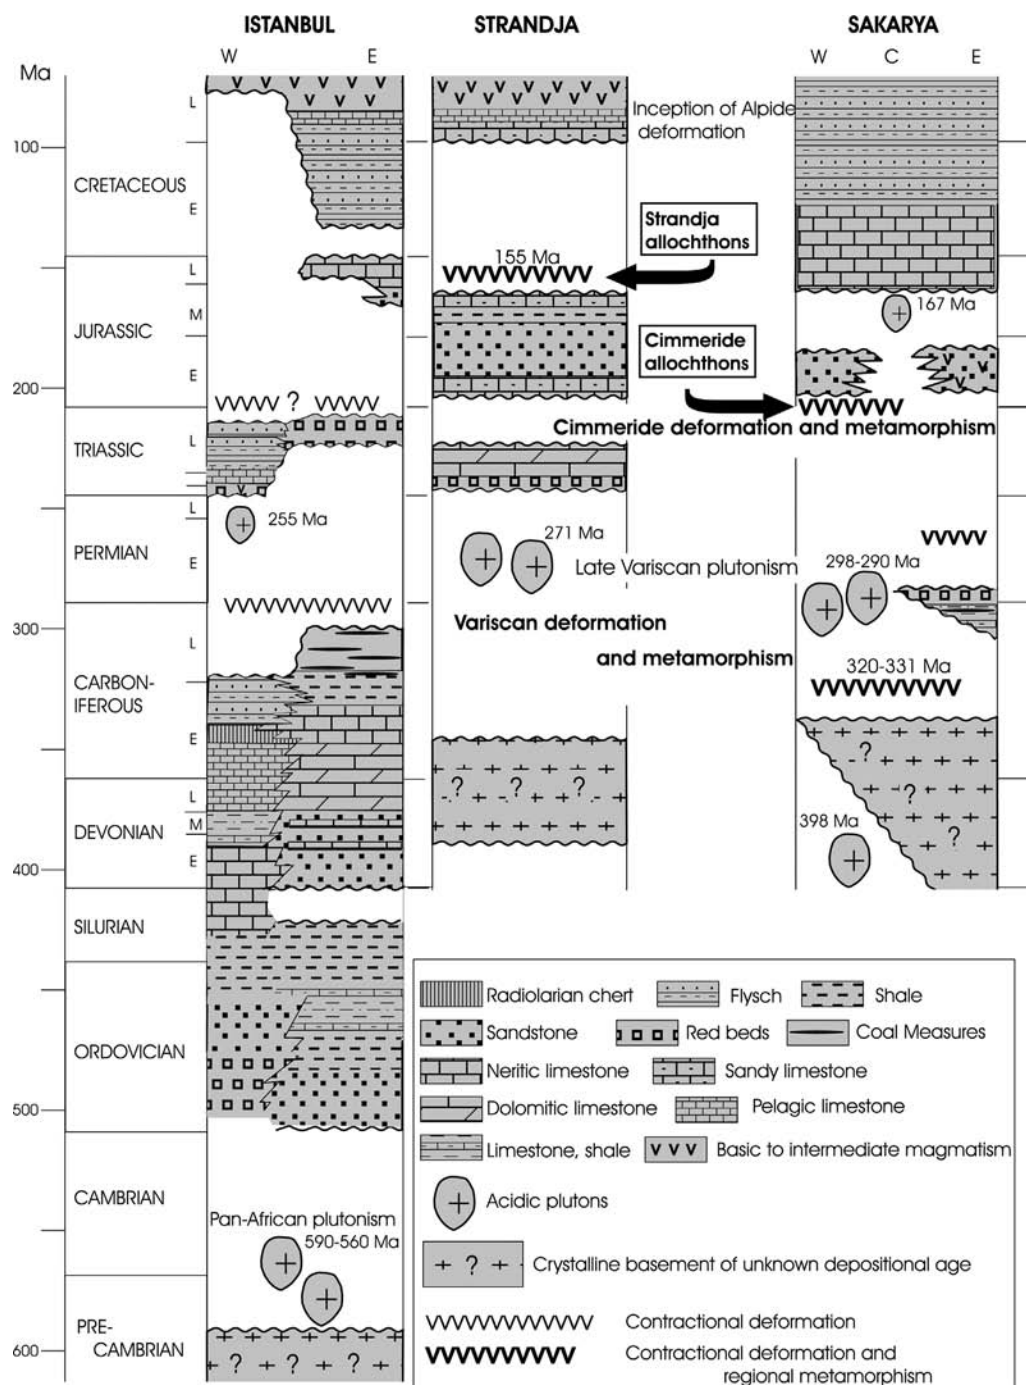 ISTANBUL STRANDJA SAKARYA
W E W C E
Ma
L
Inception of Alpide
deformation
100
CRETACEOUS
E
Strandja
allochthons
L
155 Ma
M
167 Ma
JURASSIC
Cimmeride
allochthons
E
200
?
Cimmeride deformation and metamorphism
L
TRIASSIC
L
255 Ma
271 Ma
PERMIAN
E
Late Variscan plutonism
298-290 Ma
300
Variscan deformation
and metamorphism
L
320-331 Ma
CARBON-
IFEROUS
E
? ? ?
? ? ?
L
M
DEVONIAN
398 Ma
E
400
SILURIAN
ORDOVICIAN
500
CAMBRIAN
Pan-African plutonism
590-560 Ma
PRE-
CAMBRIAN
600
? ? ?
Radiolarian chert Flysch Shale
Sandstone Red beds Coal Measures
Neritic limestone Sandy limestone
Dolomitic limestone Pelagic limestone
Limestone, shale V V V Basic to intermediate magmatism
Acidic plutons
? Crystalline basement of unknown depositional age
Contractional deformation
Contractional deformation and
regional metamorphism